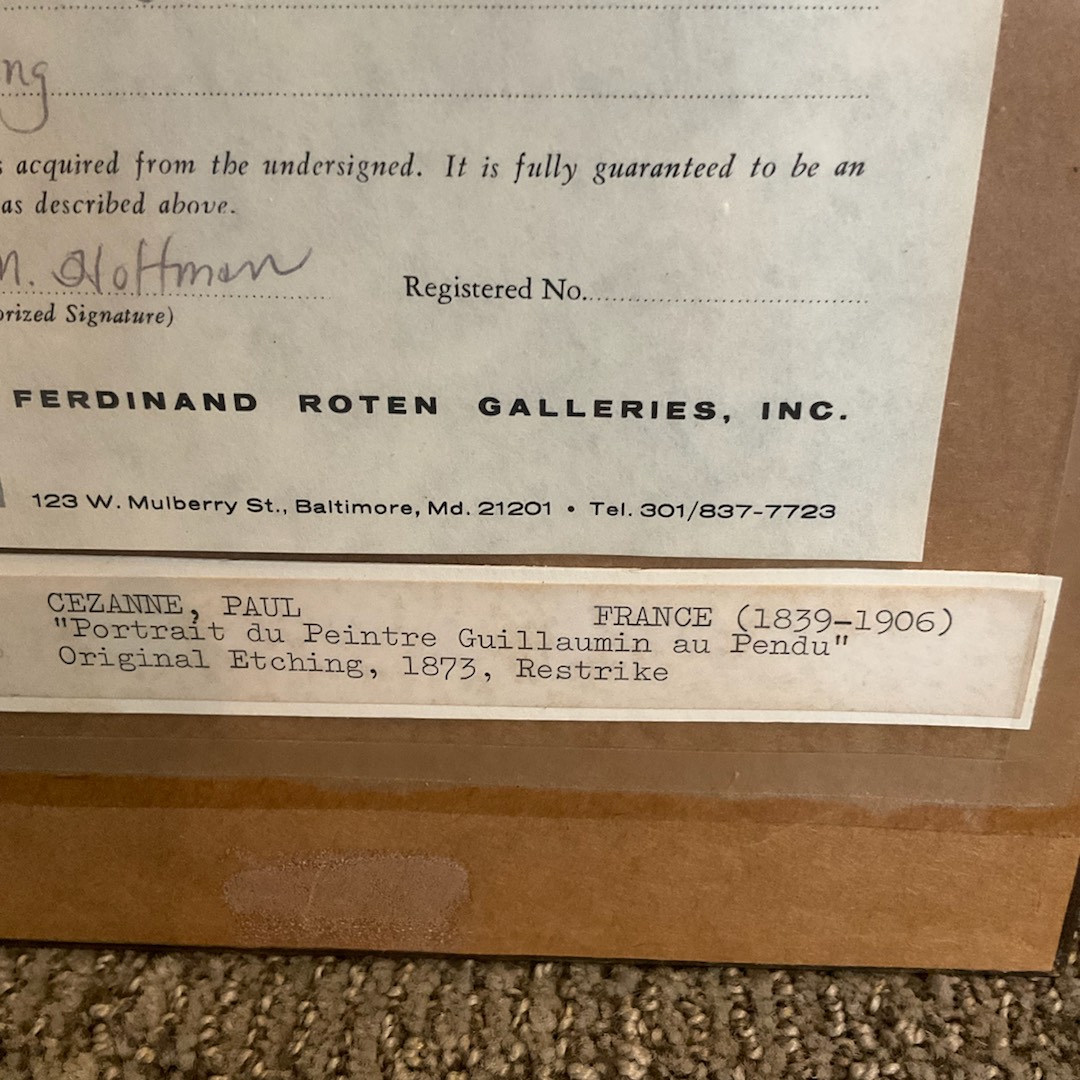 ng
acquired from the undersigned. It is fully guaranteed to be an
as described above.
M. Hoffman
Registered No.
orized Signature)
FERDINAND ROTEN GALLERIES, INC.
123 W. Mulberry St., Baltimore, Md. 21201 • Tel. 301/837-7723
CEZANNE, PAUL FRANCE (1839-1906)
"Portrait du Peintre Guillaumin au Pendu"
Original Etching, 1873, Restrike